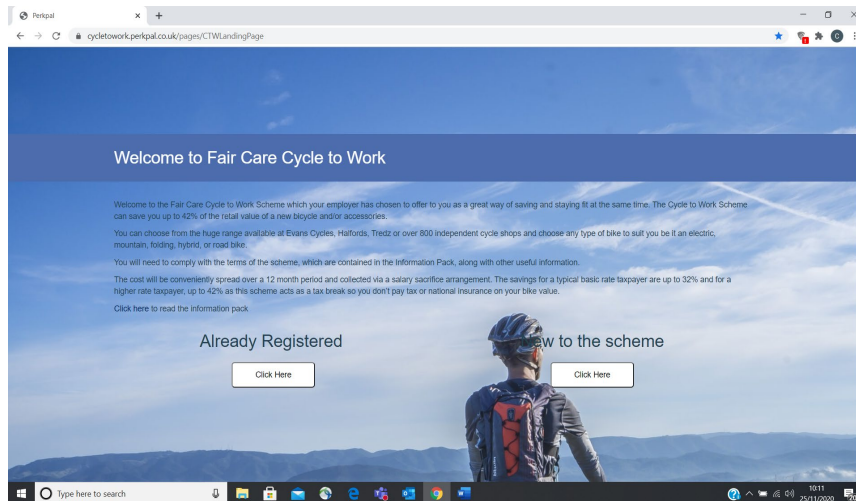 Perkpal
cycletowork.perkpal.co.uk/pages/CTWLandingPage
Welcome to Fair Care Cycle to Work
Welcome to the Fair Care Cycle to Work Scheme which your employer has chosen to offer to you as a great way of saving and staying fit at the same time. The Cycle to Work Scheme
can save you up to 42% of the retail value of a new bicycle and/or accessories.
You can choose from the huge range available at Evans Cycles, Halfords, Tredz or over 800 independent cycle shops and choose any type of bike to suit you be it an electric,
mountain, folding, hybrid, or road bike.
You will need to comply with the terms of the scheme, which are contained in the Information Pack, along with other useful information.
The cost will be conveniently spread over a 12 month period and collected via a salary sacrifice arrangement. The savings for a typical basic rate taxpayer are up to 32% and for a
higher rate taxpayer, up to 42% as this scheme acts as a tax break so you don't pay tax or national insurance on your bike value.
Click here to read the information pack
Already Registered
New to the scheme
Click Here
Click Here
Type here to search
10:11
25/11/2020